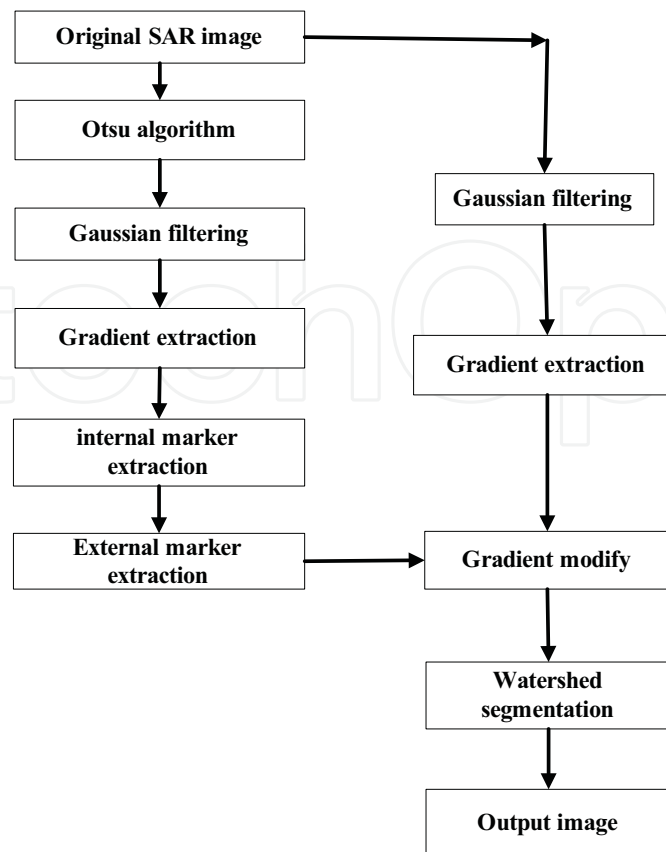 Original SAR image
Otsu algorithm
Gaussian filtering
Gradient extraction
internal marker
extraction
External marker
extraction
Gaussian filtering
Gradient extraction
Gradient modify
Watershed
segmentation
Output image
techOp